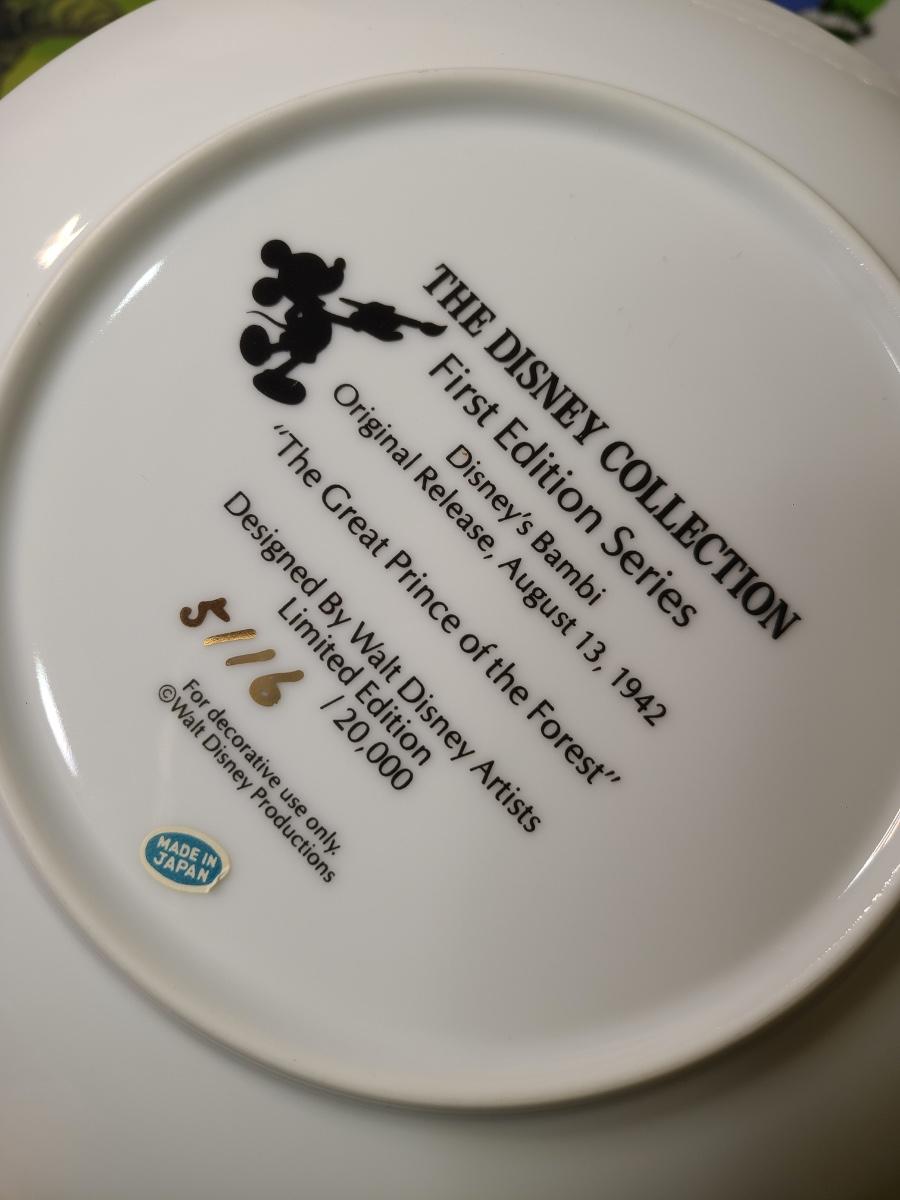 THE DISNEY COLLECTION
First Edition Series
Disney's Bambi
Original Release, August 13, 1942
"The Great Prince of the Forest"
Designed By Walt Disney Artists
Limited Edition
5116 / 20,000
For decorative use only.
©Walt Disney Productions
MADE IN
JAPAN